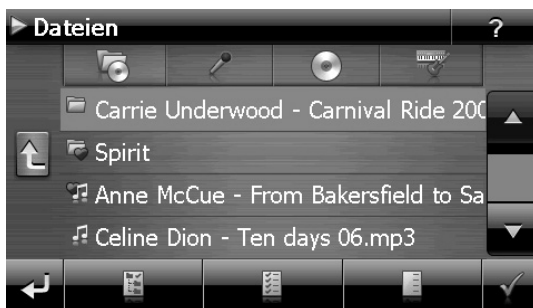 Dateien ?
Carrie Underwood - Carnival Ride 200
Spirit
Anne McCue - From Bakersfield to Sa
Celine Dion - Ten days 06.mp3